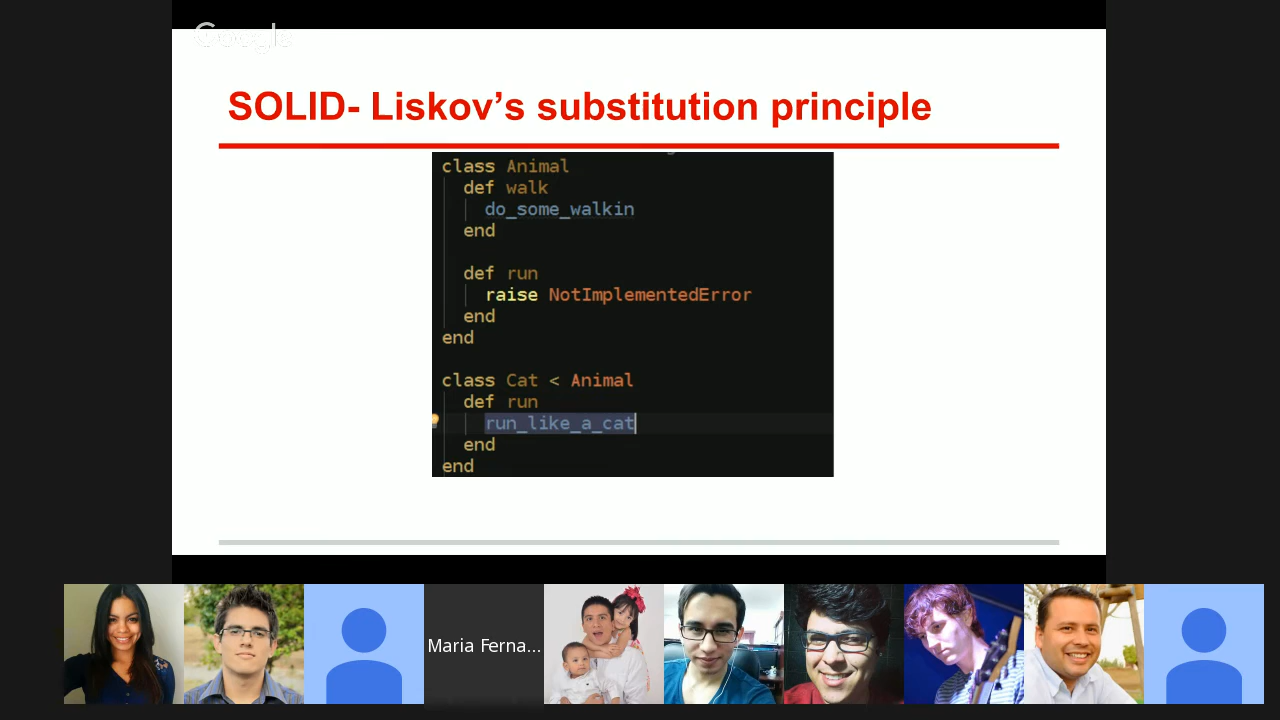 Google
SOLID- Liskov’s substitution principle
class Animal
def walk
do_some_walkin
end
def run
raise NotImplementedError
end
end
class Cat < Animal
def run
run_like_a_cat
end
end
Maria Ferna...